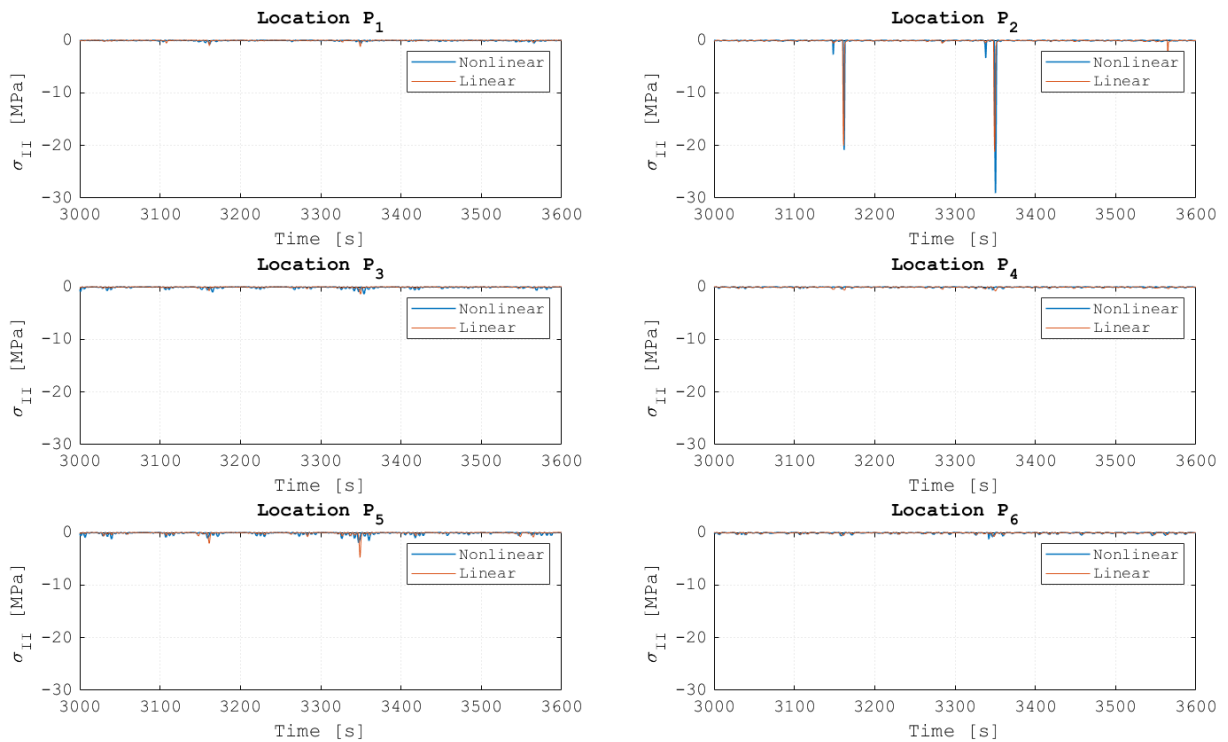 Location P1
0
-10
-20
-30
σII [MPa]
Nonlinear
Linear
3000 3100 3200 3300 3400 3500 3600
Time [s]
Location P2
0
-10
-20
-30
σII [MPa]
Nonlinear
Linear
3000 3100 3200 3300 3400 3500 3600
Time [s]
Location P3
0
-10
-20
-30
σII [MPa]
Nonlinear
Linear
3000 3100 3200 3300 3400 3500 3600
Time [s]
Location P4
0
-10
-20
-30
σII [MPa]
Nonlinear
Linear
3000 3100 3200 3300 3400 3500 3600
Time [s]
Location P5
0
-10
-20
-30
σII [MPa]
Nonlinear
Linear
3000 3100 3200 3300 3400 3500 3600
Time [s]
Location P6
0
-10
-20
-30
σII [MPa]
Nonlinear
Linear
3000 3100 3200 3300 3400 3500 3600
Time [s]